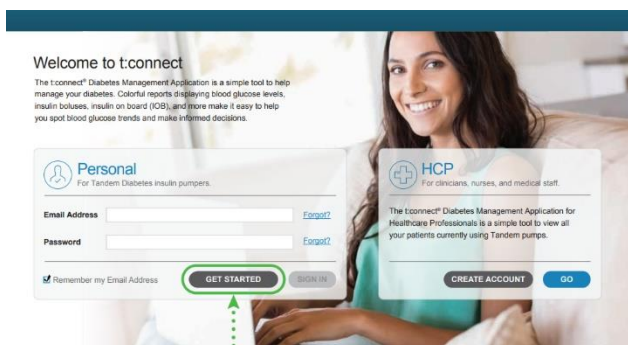 Welcome to t:connect
The t:connect® Diabetes Management Application is a simple tool to help
manage your diabetes. Colorful reports displaying blood glucose levels,
insulin boluses, insulin on board (IOB), and more make it easy to help
you spot blood glucose trends and make informed decisions.
Personal
For Tandem Diabetes insulin pumpers.
Email Address
Forgot?
Password
Forgot?
Remember my Email Address
GET STARTED
SIGN IN
HCP
For clinicians, nurses, and medical staff.
The t:connect® Diabetes Management Application for
Healthcare Professionals is a simple tool to view all
your patients currently using Tandem pumps.
CREATE ACCOUNT
GO